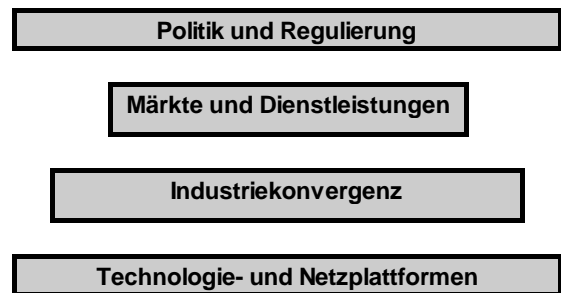 Politik und Regulierung
Märkte und Dienstleistungen
Industriekonvergenz
Technologie- und Netzplattformen